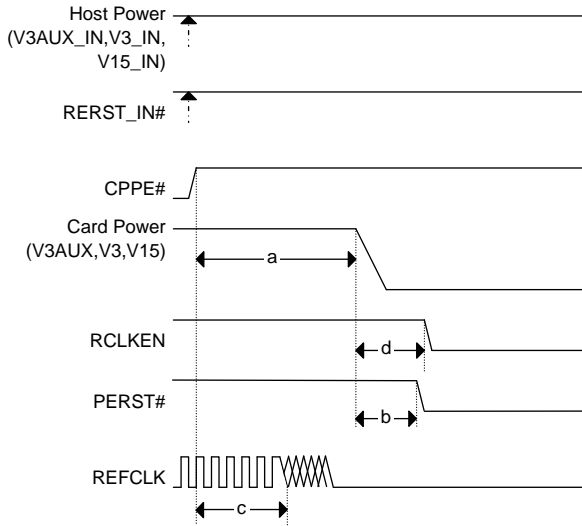 Host Power
(V3AUX_IN,V3_IN,
V15_IN)
RERST_IN#
CPPE#
Card Power
(V3AUX,V3,V15)
a
RCLKEN
d
PERST#
b
REFCLK
c